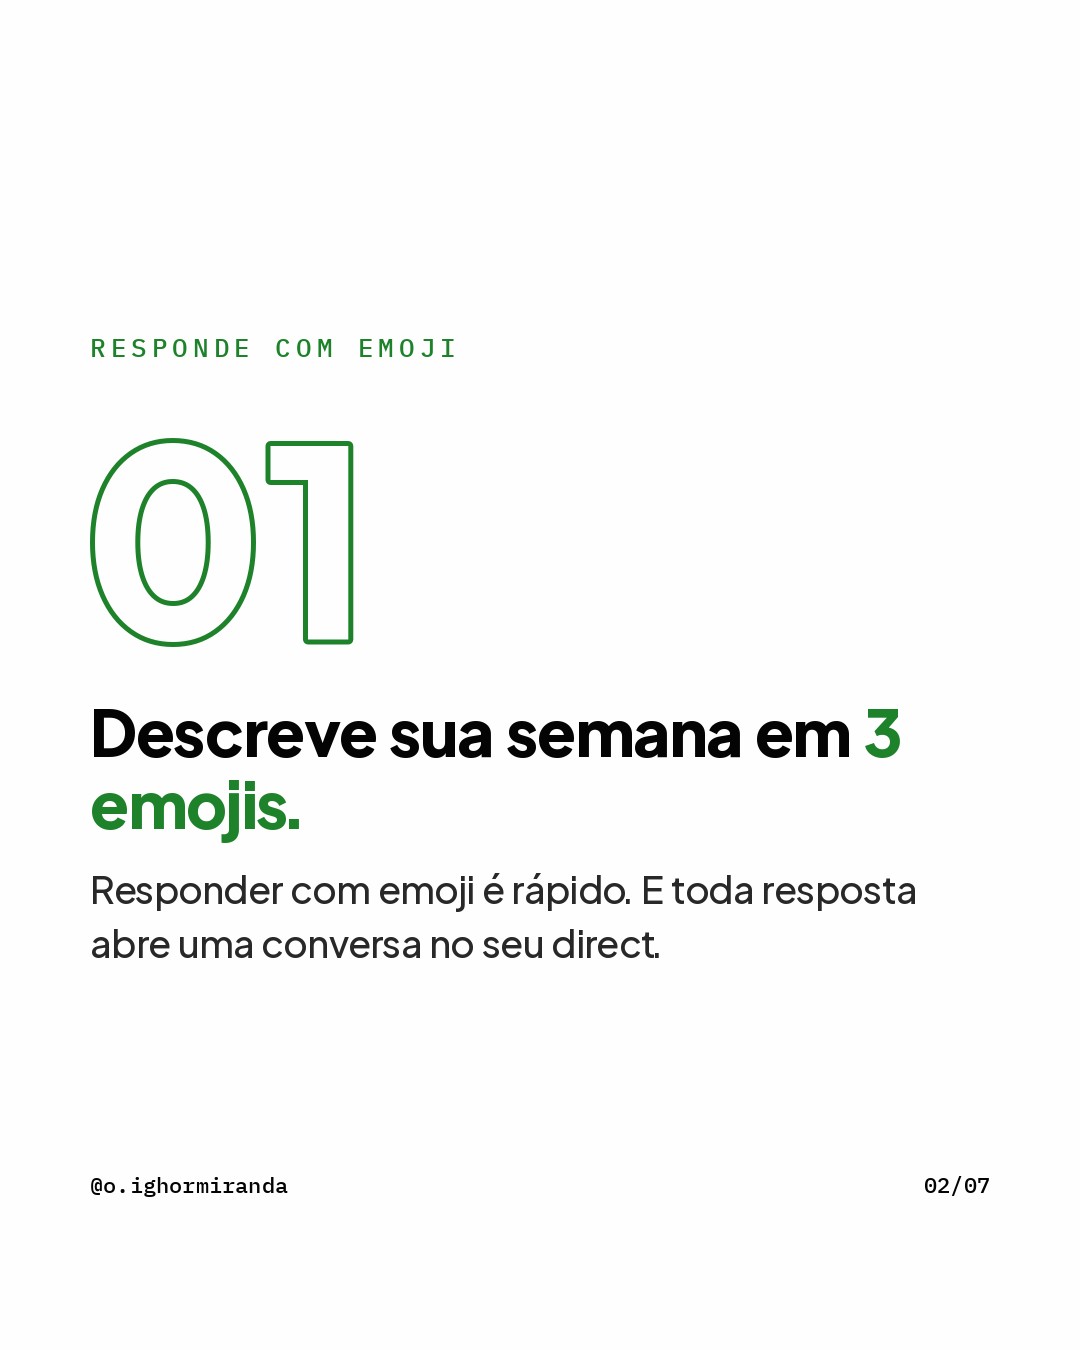 RESPONDE COM EMOJI
01
Descreve sua semana em 3
emojis.
Responder com emoji é rápido. E toda resposta
abre uma conversa no seu direct.
@o.ighormiranda
02/07